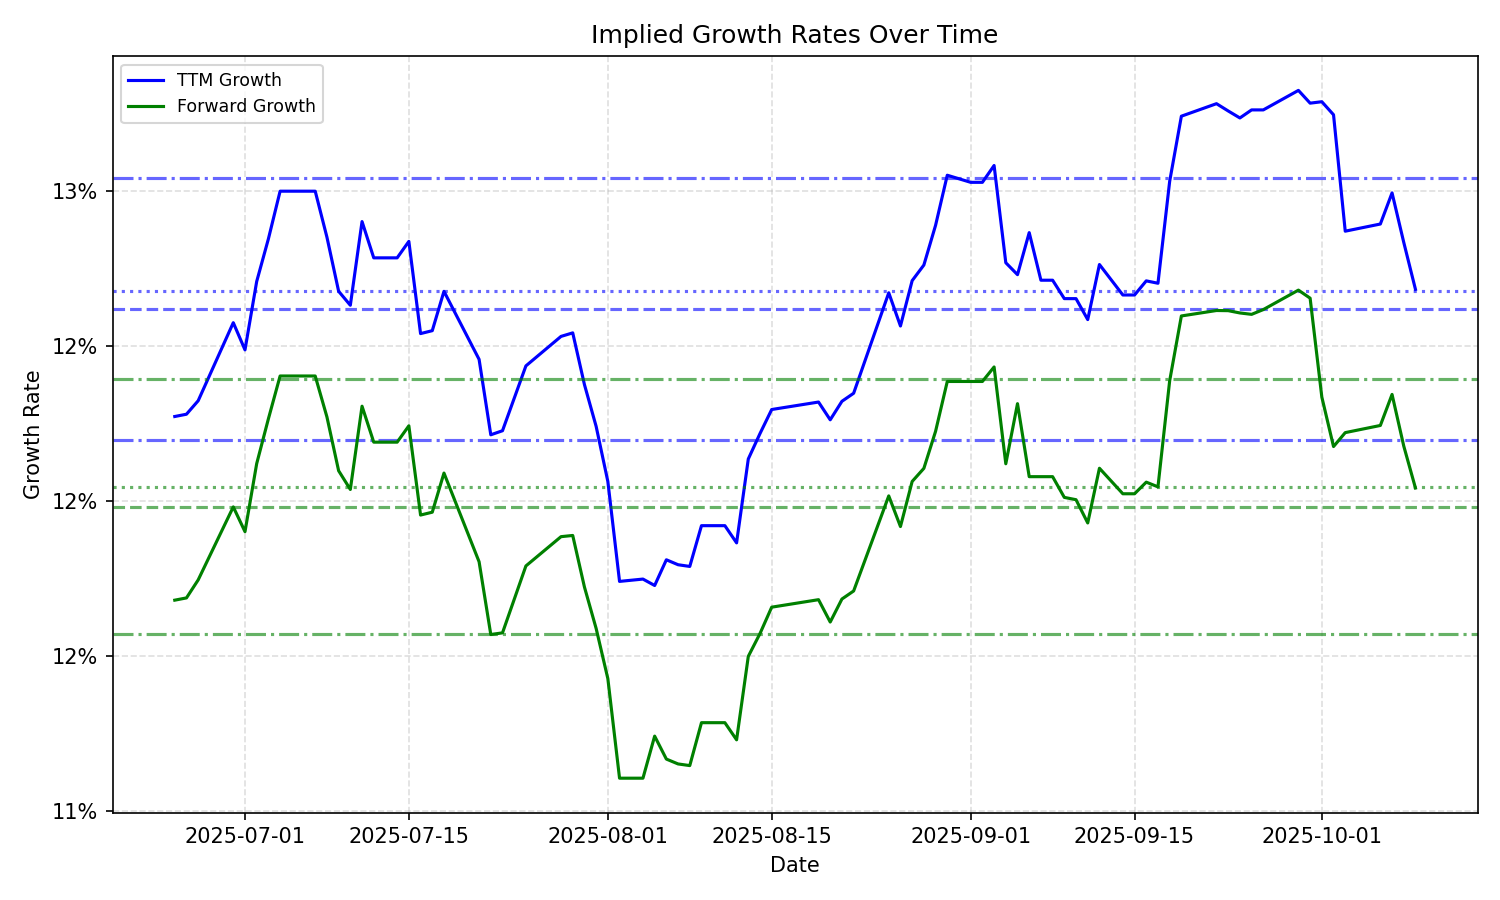 Implied Growth Rates Over Time
TTM Growth
Forward Growth
13%
12%
12%
12%
11%
Growth Rate
2025-07-01
2025-07-15
2025-08-01
2025-08-15
2025-09-01
2025-09-15
2025-10-01
Date